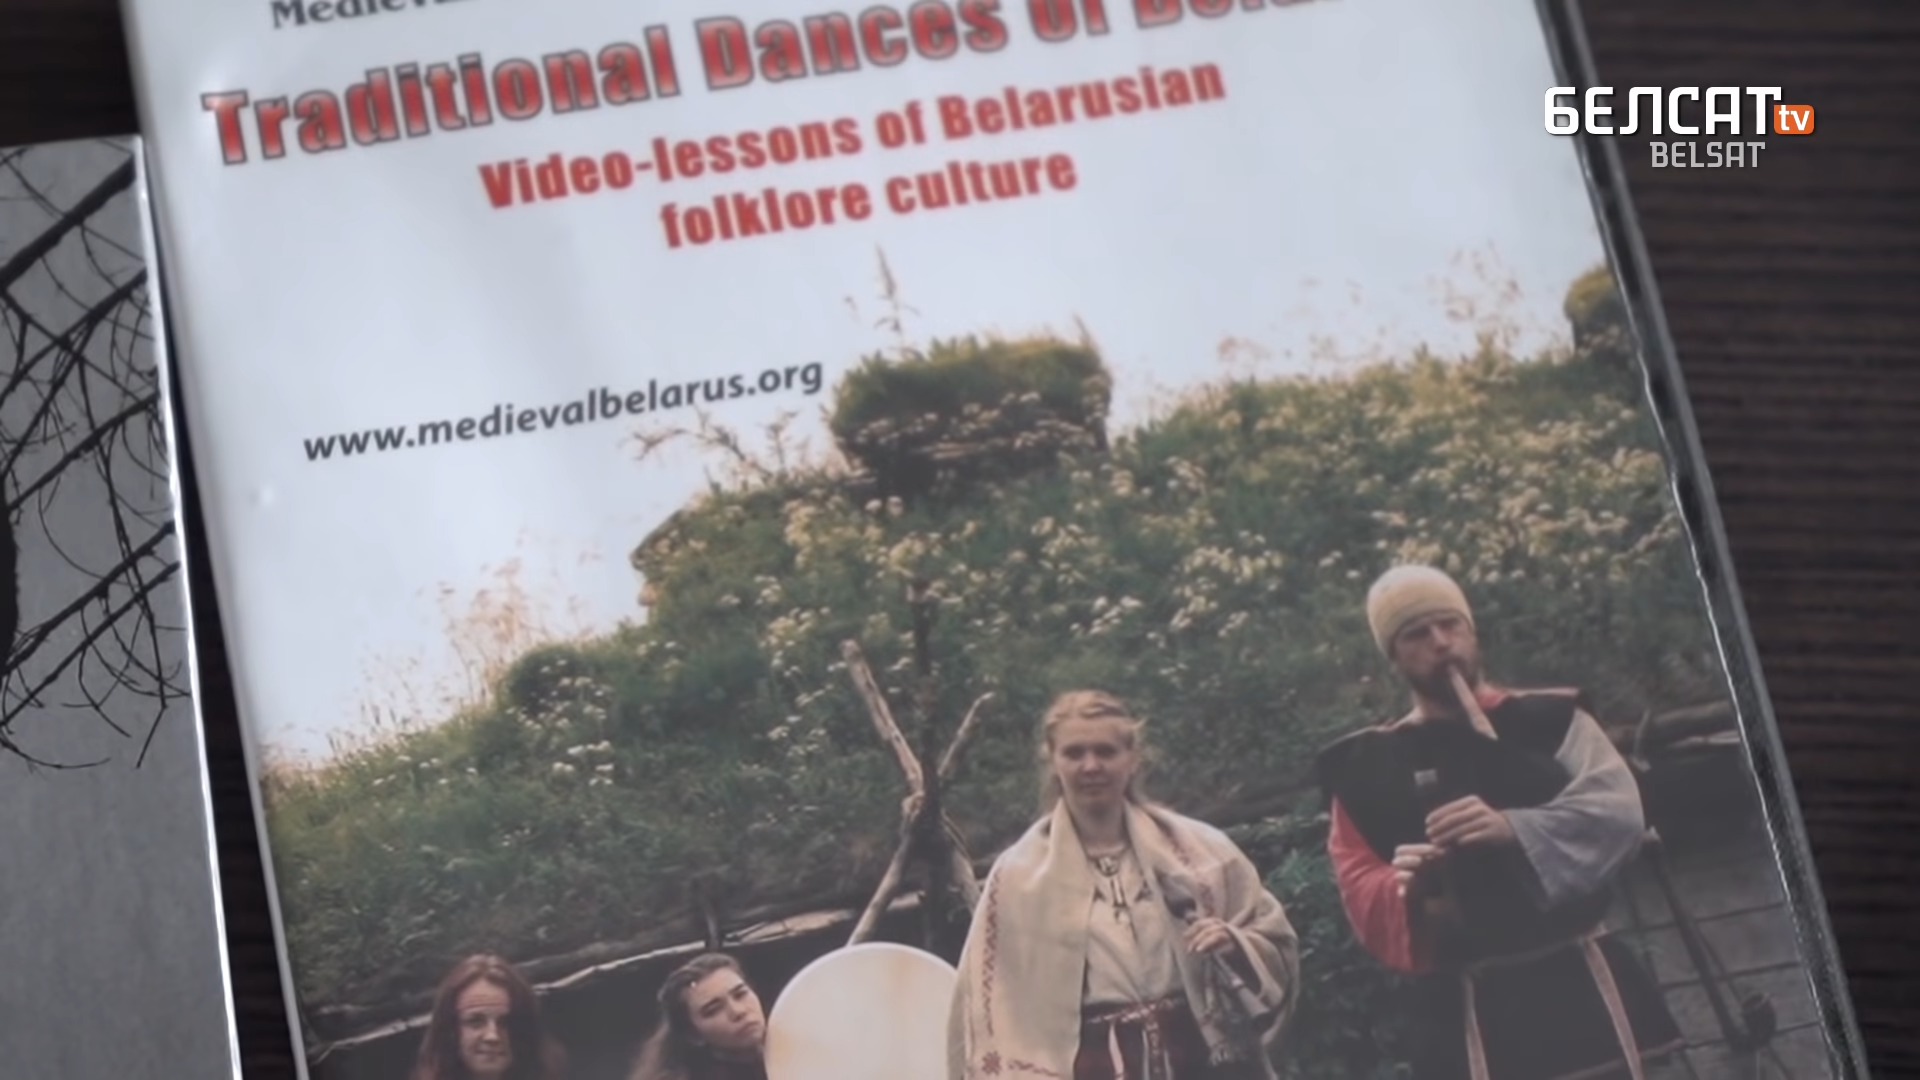 Traditional Dances of
Video-lessons of Belarusian
folklore culture
www.medievalbelarus.org
БЕЛСАТ tv
BELSAT